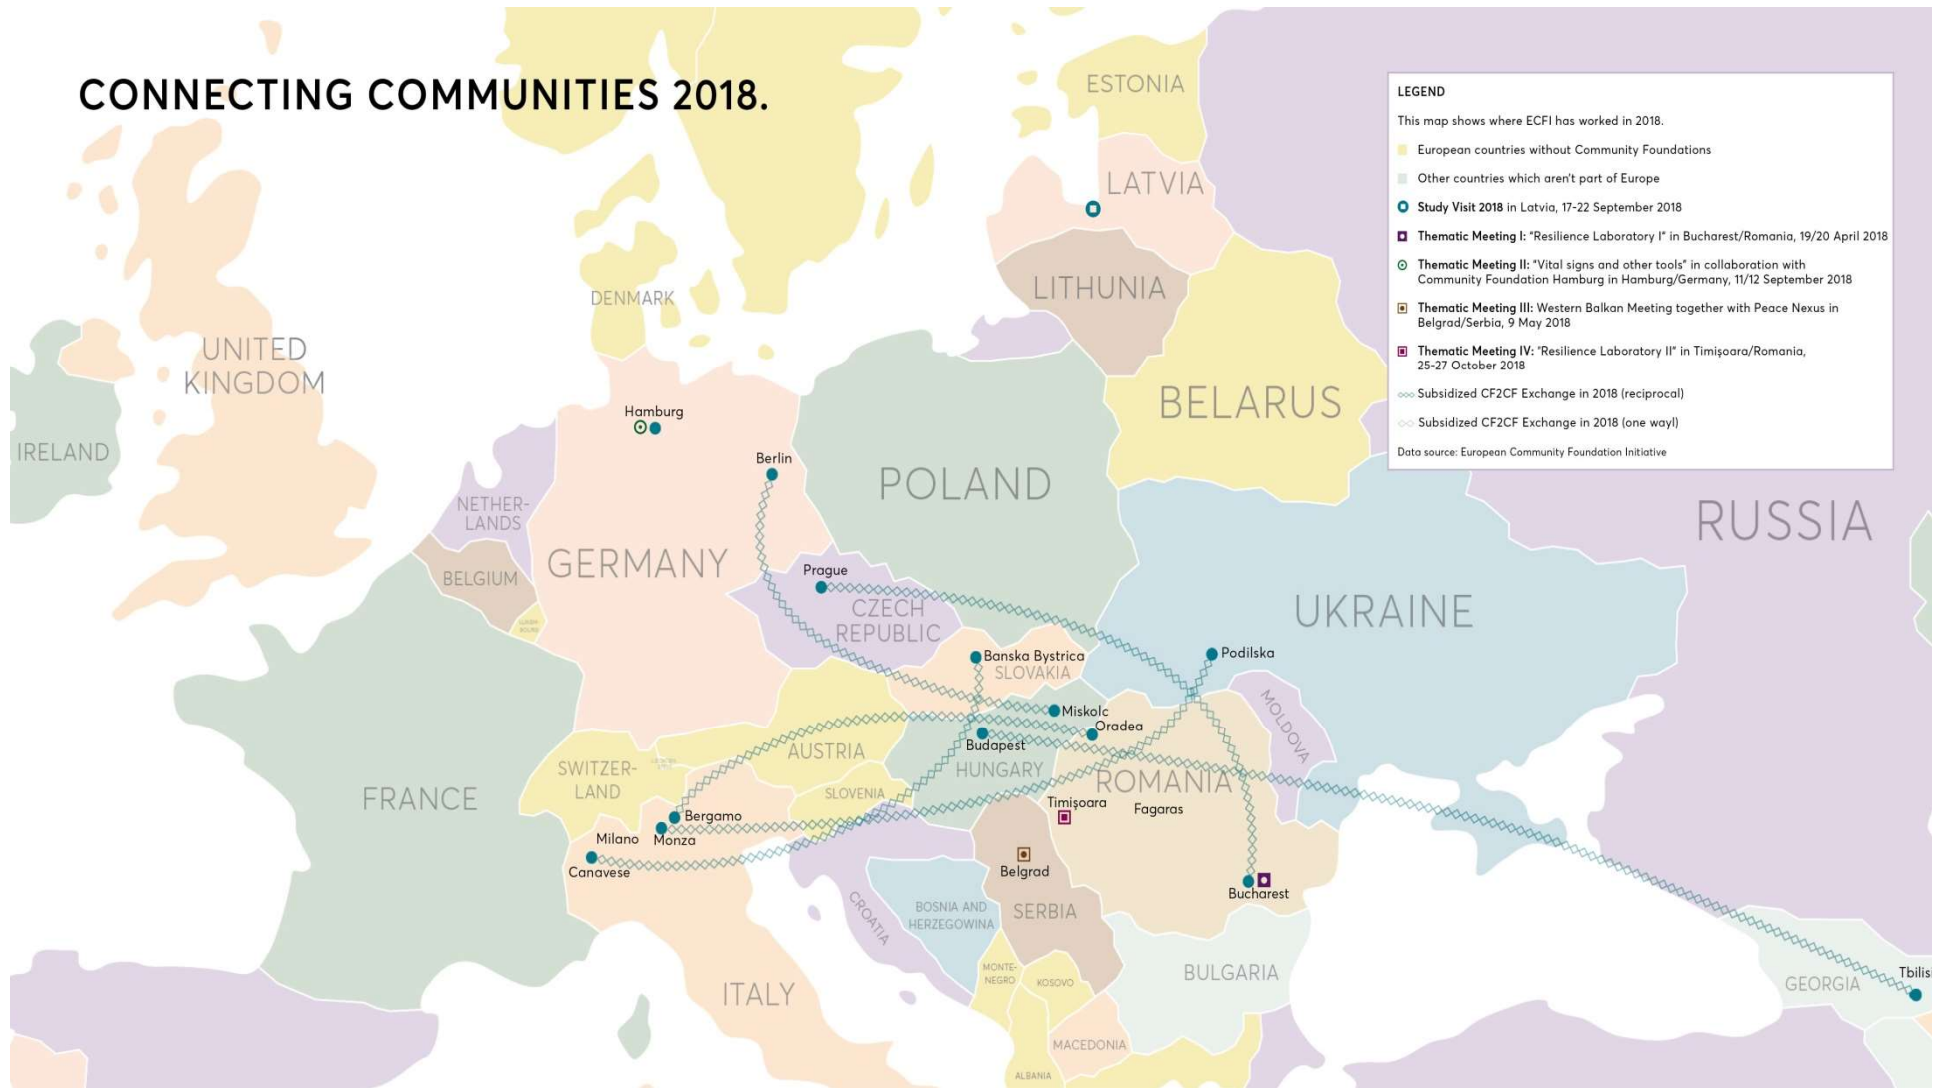 CONNECTING COMMUNITIES 2018.
LEGEND
This map shows where ECFI has worked in 2018.
European countries without Community Foundations
Other countries which aren't part of Europe
Study Visit 2018 in Latvia, 17-22 September 2018
Thematic Meeting I: "Resilience Laboratory I" in Bucharest/Romania, 19/20 April 2018
Thematic Meeting II: "Vital signs and other tools" in collaboration with
Community Foundation Hamburg in Hamburg/Germany, 11/12 September 2018
Thematic Meeting III: Western Balkan Meeting together with Peace Nexus in
Belgrad/Serbia, 9 May 2018
Thematic Meeting IV: "Resilience Laboratory II" in Timişoara/Romania,
25-27 October 2018
Subsidized CF2CF Exchange in 2018 (reciprocal)
Subsidized CF2CF Exchange in 2018 (one wayl)
Data source: European Community Foundation Initiative
ESTONIA
LATVIA
LITHUNIA
DENMARK
UNITED
KINGDOM
IRELAND
BELARUS
Hamburg
Berlin
POLAND
NETHER-
LANDS
RUSSIA
GERMANY
BELGIUM
Prague
CZECH
REPUBLIC
UKRAINE
Banska Bystrica
SLOVAKIA
Podilska
Miskolc
Oradea
Budapest
MOLDOVA
AUSTRIA
HUNGARY
ROMANIA
SWITZER-
LAND
FRANCE
SLOVENIA
Timişoara
Fagaras
Bergamo
Milano
Monza
Canavese
Belgrad
Bucharest
CROATIA
BOSNIA AND
HERZEGOWINA
SERBIA
MONTE-
NEGRO
KOSOVO
BULGARIA
ITALY
MACEDONIA
ALBANIA
GEORGIA
Tbilis